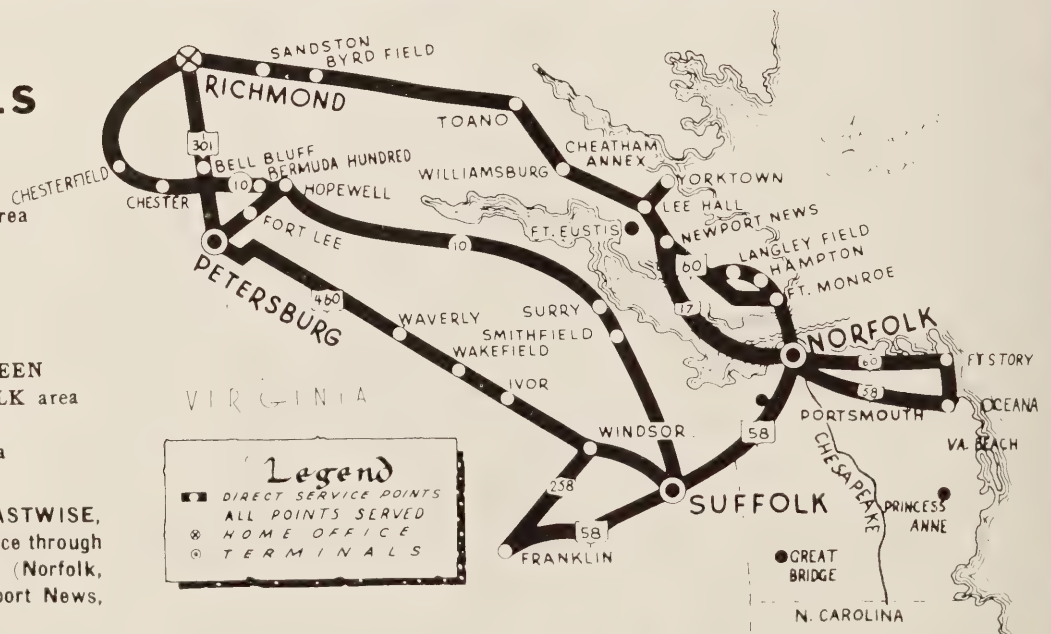 LS
rea
EEN
LK area
a
ASTWISE,
ce through
(Norfolk,
port News,
SANDSTON
BYRD FIELD
RICHMOND
TOANO
301
CHEATHAM
ANNEX
BELL BLUFF
BERMUDA HUNDRED
CHESTERFIELD
CHESTER
10
HOPEWELL
WILLIAMSBURG
YORKTOWN
LEE HALL
FORT LEE
FT. EUSTIS
NEWPORT NEWS
10
60
LANGLEY FIELD
HAMPTON
FT. MONROE
PETERSBURG
460
SURRY
17
SMITHFIELD
NORFOLK
WAVERLY
WAKEFIELD
60
FT STORY
IVOR
58
VIRGINIA
PORTSMOUTH
OCEANA
WINDSOR
58
VA. BEACH
CHESAPEAKE
258
SUFFOLK
PRINCESS
ANNE
58
FRANKLIN
GREAT
BRIDGE
N. CAROLINA
Legend
DIRECT SERVICE POINTS
ALL POINTS SERVED
HOME OFFICE
TERMINALS